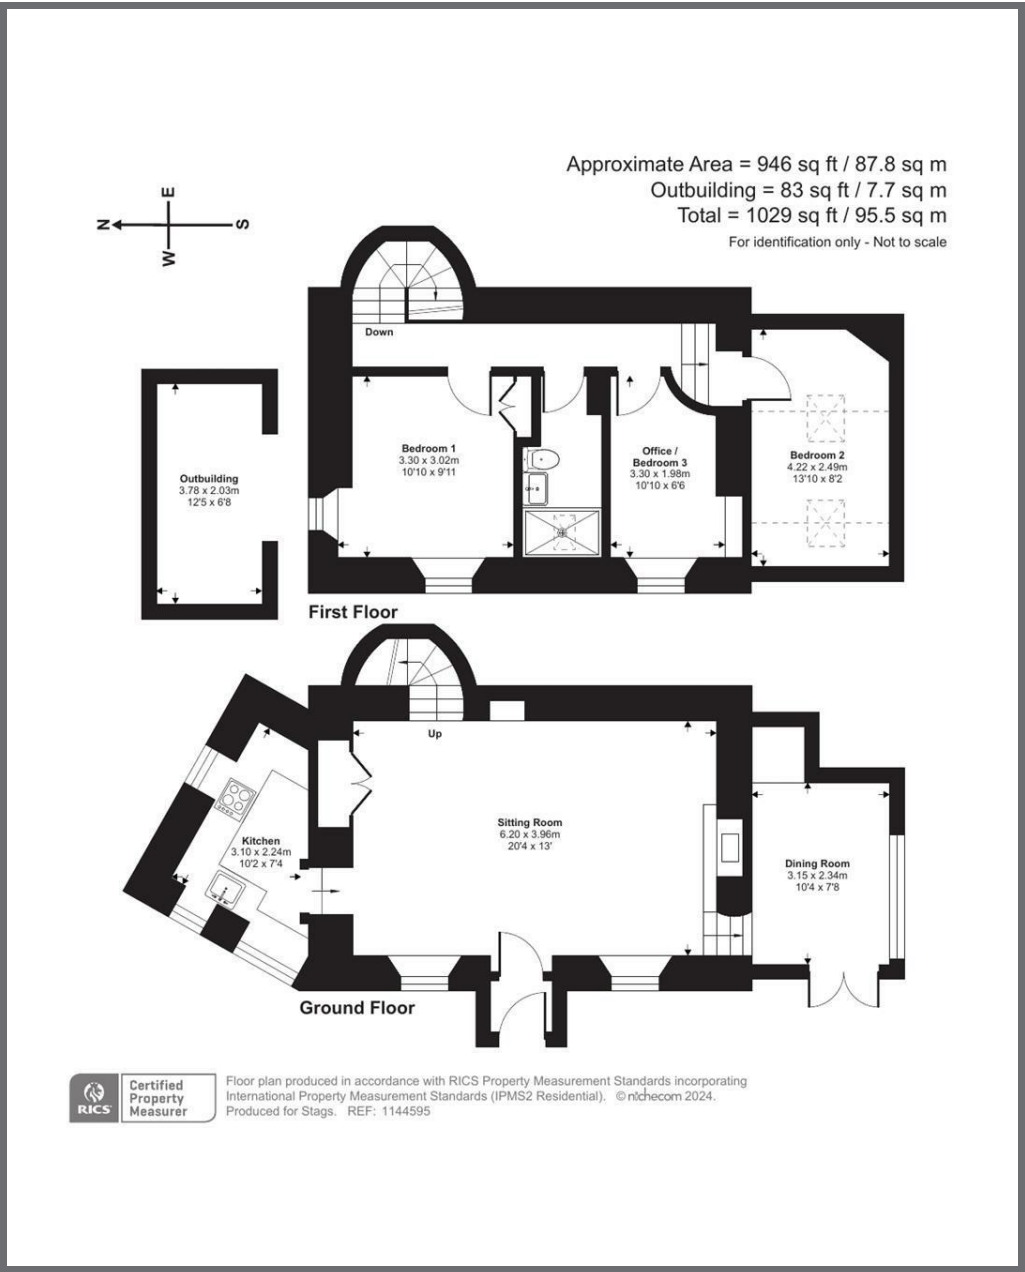 Approximate Area = 946 sq ft / 87.8 sq m
Outbuilding = 83 sq ft / 7.7 sq m
Total = 1029 sq ft / 95.5 sq m
For identification only - Not to scale
E
N
S
W
Down
Bedroom 1
3.30 x 3.02m
10'10 x 9'11
Office /
Bedroom 3
3.30 x 1.98m
10'10 x 6'6
Bedroom 2
4.22 x 2.49m
13'10 x 8'2
Outbuilding
3.78 x 2.03m
12'5 x 6'8
First Floor
Up
Sitting Room
6.20 x 3.96m
20'4 x 13'
Kitchen
3.10 x 2.24m
10'2 x 7'4
Dining Room
3.15 x 2.34m
10'4 x 7'8
Ground Floor
RICS
Certified
Property
Measurer
Floor plan produced in accordance with RICS Property Measurement Standards incorporating
International Property Measurement Standards (IPMS2 Residential). © nichecom 2024.
Produced for Stags. REF: 1144595